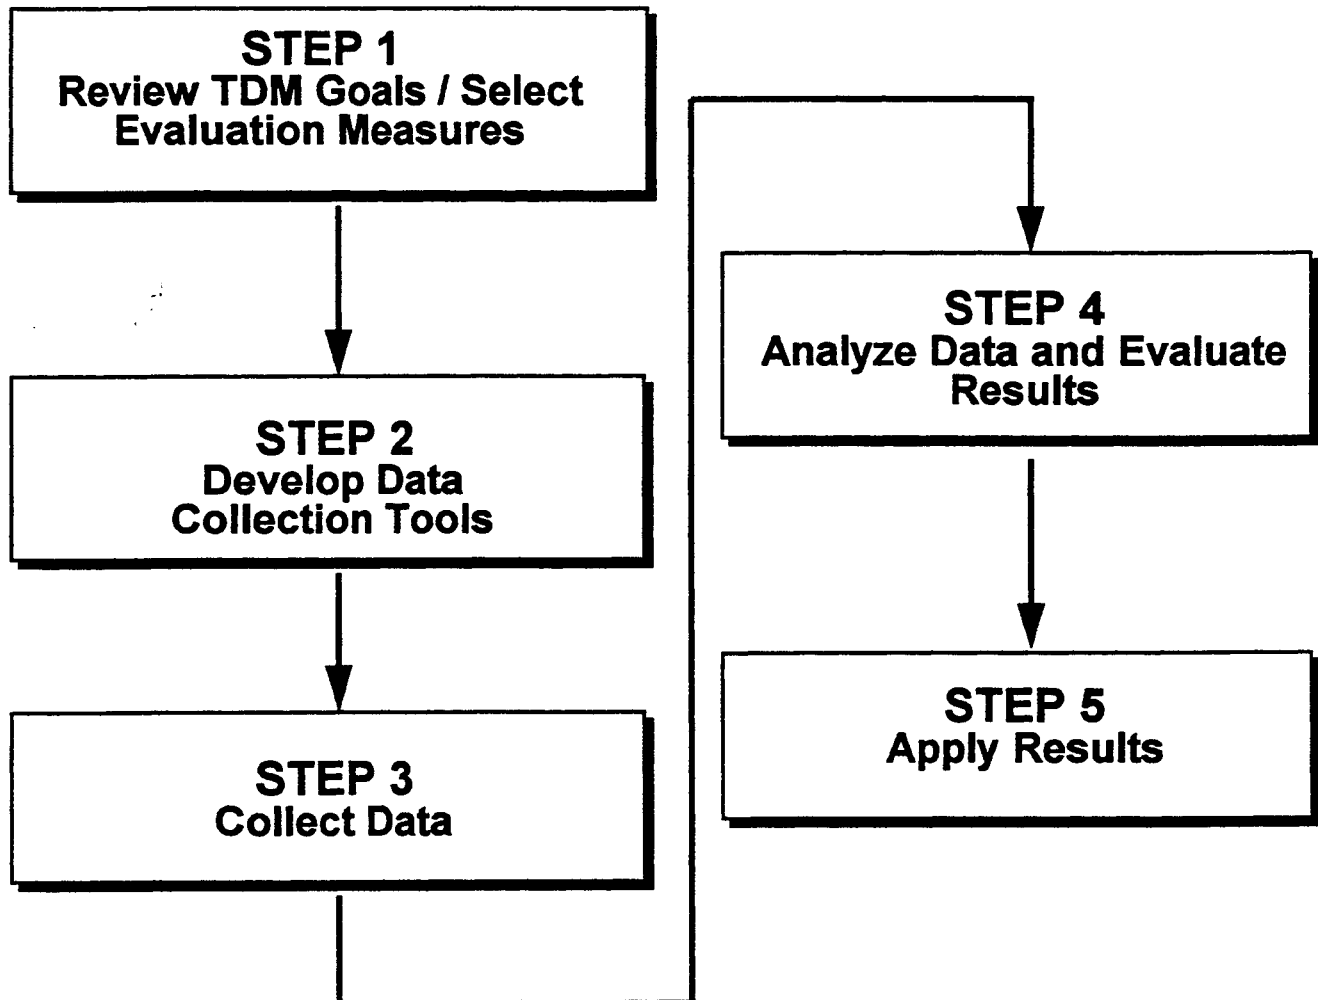 STEP 1
Review TDM Goals / Select
Evaluation Measures
STEP 2
Develop Data
Collection Tools
STEP 3
Collect Data
STEP 4
Analyze Data and Evaluate
Results
STEP 5
Apply Results